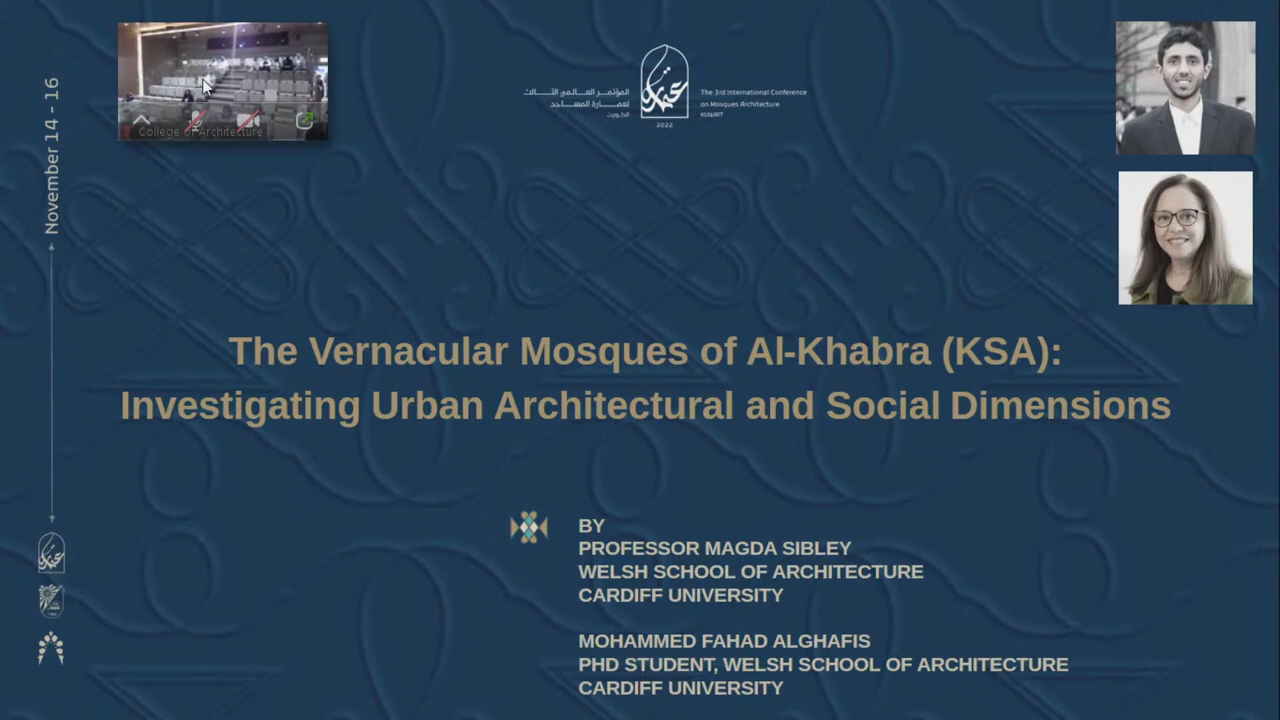 November 14 - 16
College of Architecture
المؤتمر العالمي الثالث
لعمارة المساجد
الكويت
The 3rd International Conference
on Mosques Architecture
KUWAIT
2022
The Vernacular Mosques of Al-Khabra (KSA):
Investigating Urban Architectural and Social Dimensions
BY
PROFESSOR MAGDA SIBLEY
WELSH SCHOOL OF ARCHITECTURE
CARDIFF UNIVERSITY
MOHAMMED FAHAD ALGHAFIS
PHD STUDENT, WELSH SCHOOL OF ARCHITECTURE
CARDIFF UNIVERSITY